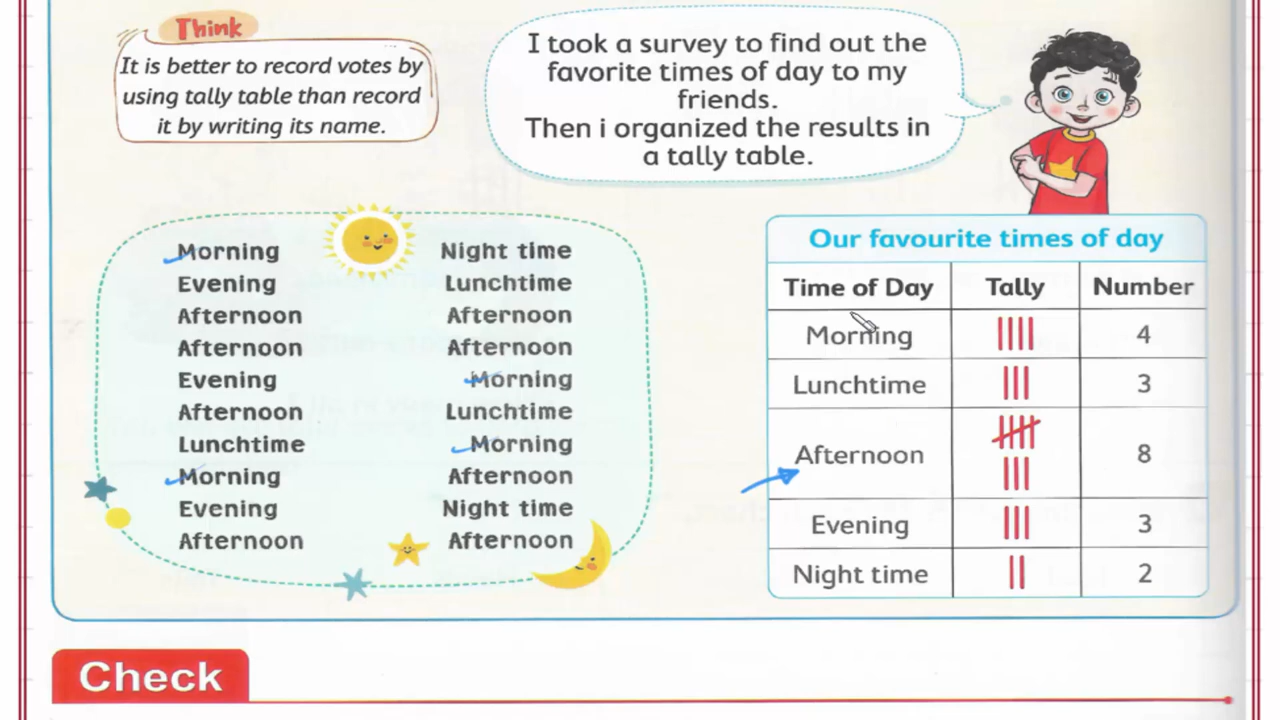 Think
It is better to record votes by
using tally table than record
it by writing its name.
I took a survey to find out the
favorite times of day to my
friends.
Then i organized the results in
a tally table.
Morning
Evening
Afternoon
Afternoon
Evening
Afternoon
Lunchtime
Morning
Evening
Afternoon
Night time
Lunchtime
Afternoon
Afternoon
Morning
Lunchtime
Morning
Afternoon
Night time
Afternoon
Our favourite times of day
Time of Day Tally Number
Morning 4
Lunchtime 3
Afternoon 8
Evening 3
Night time 2
Check